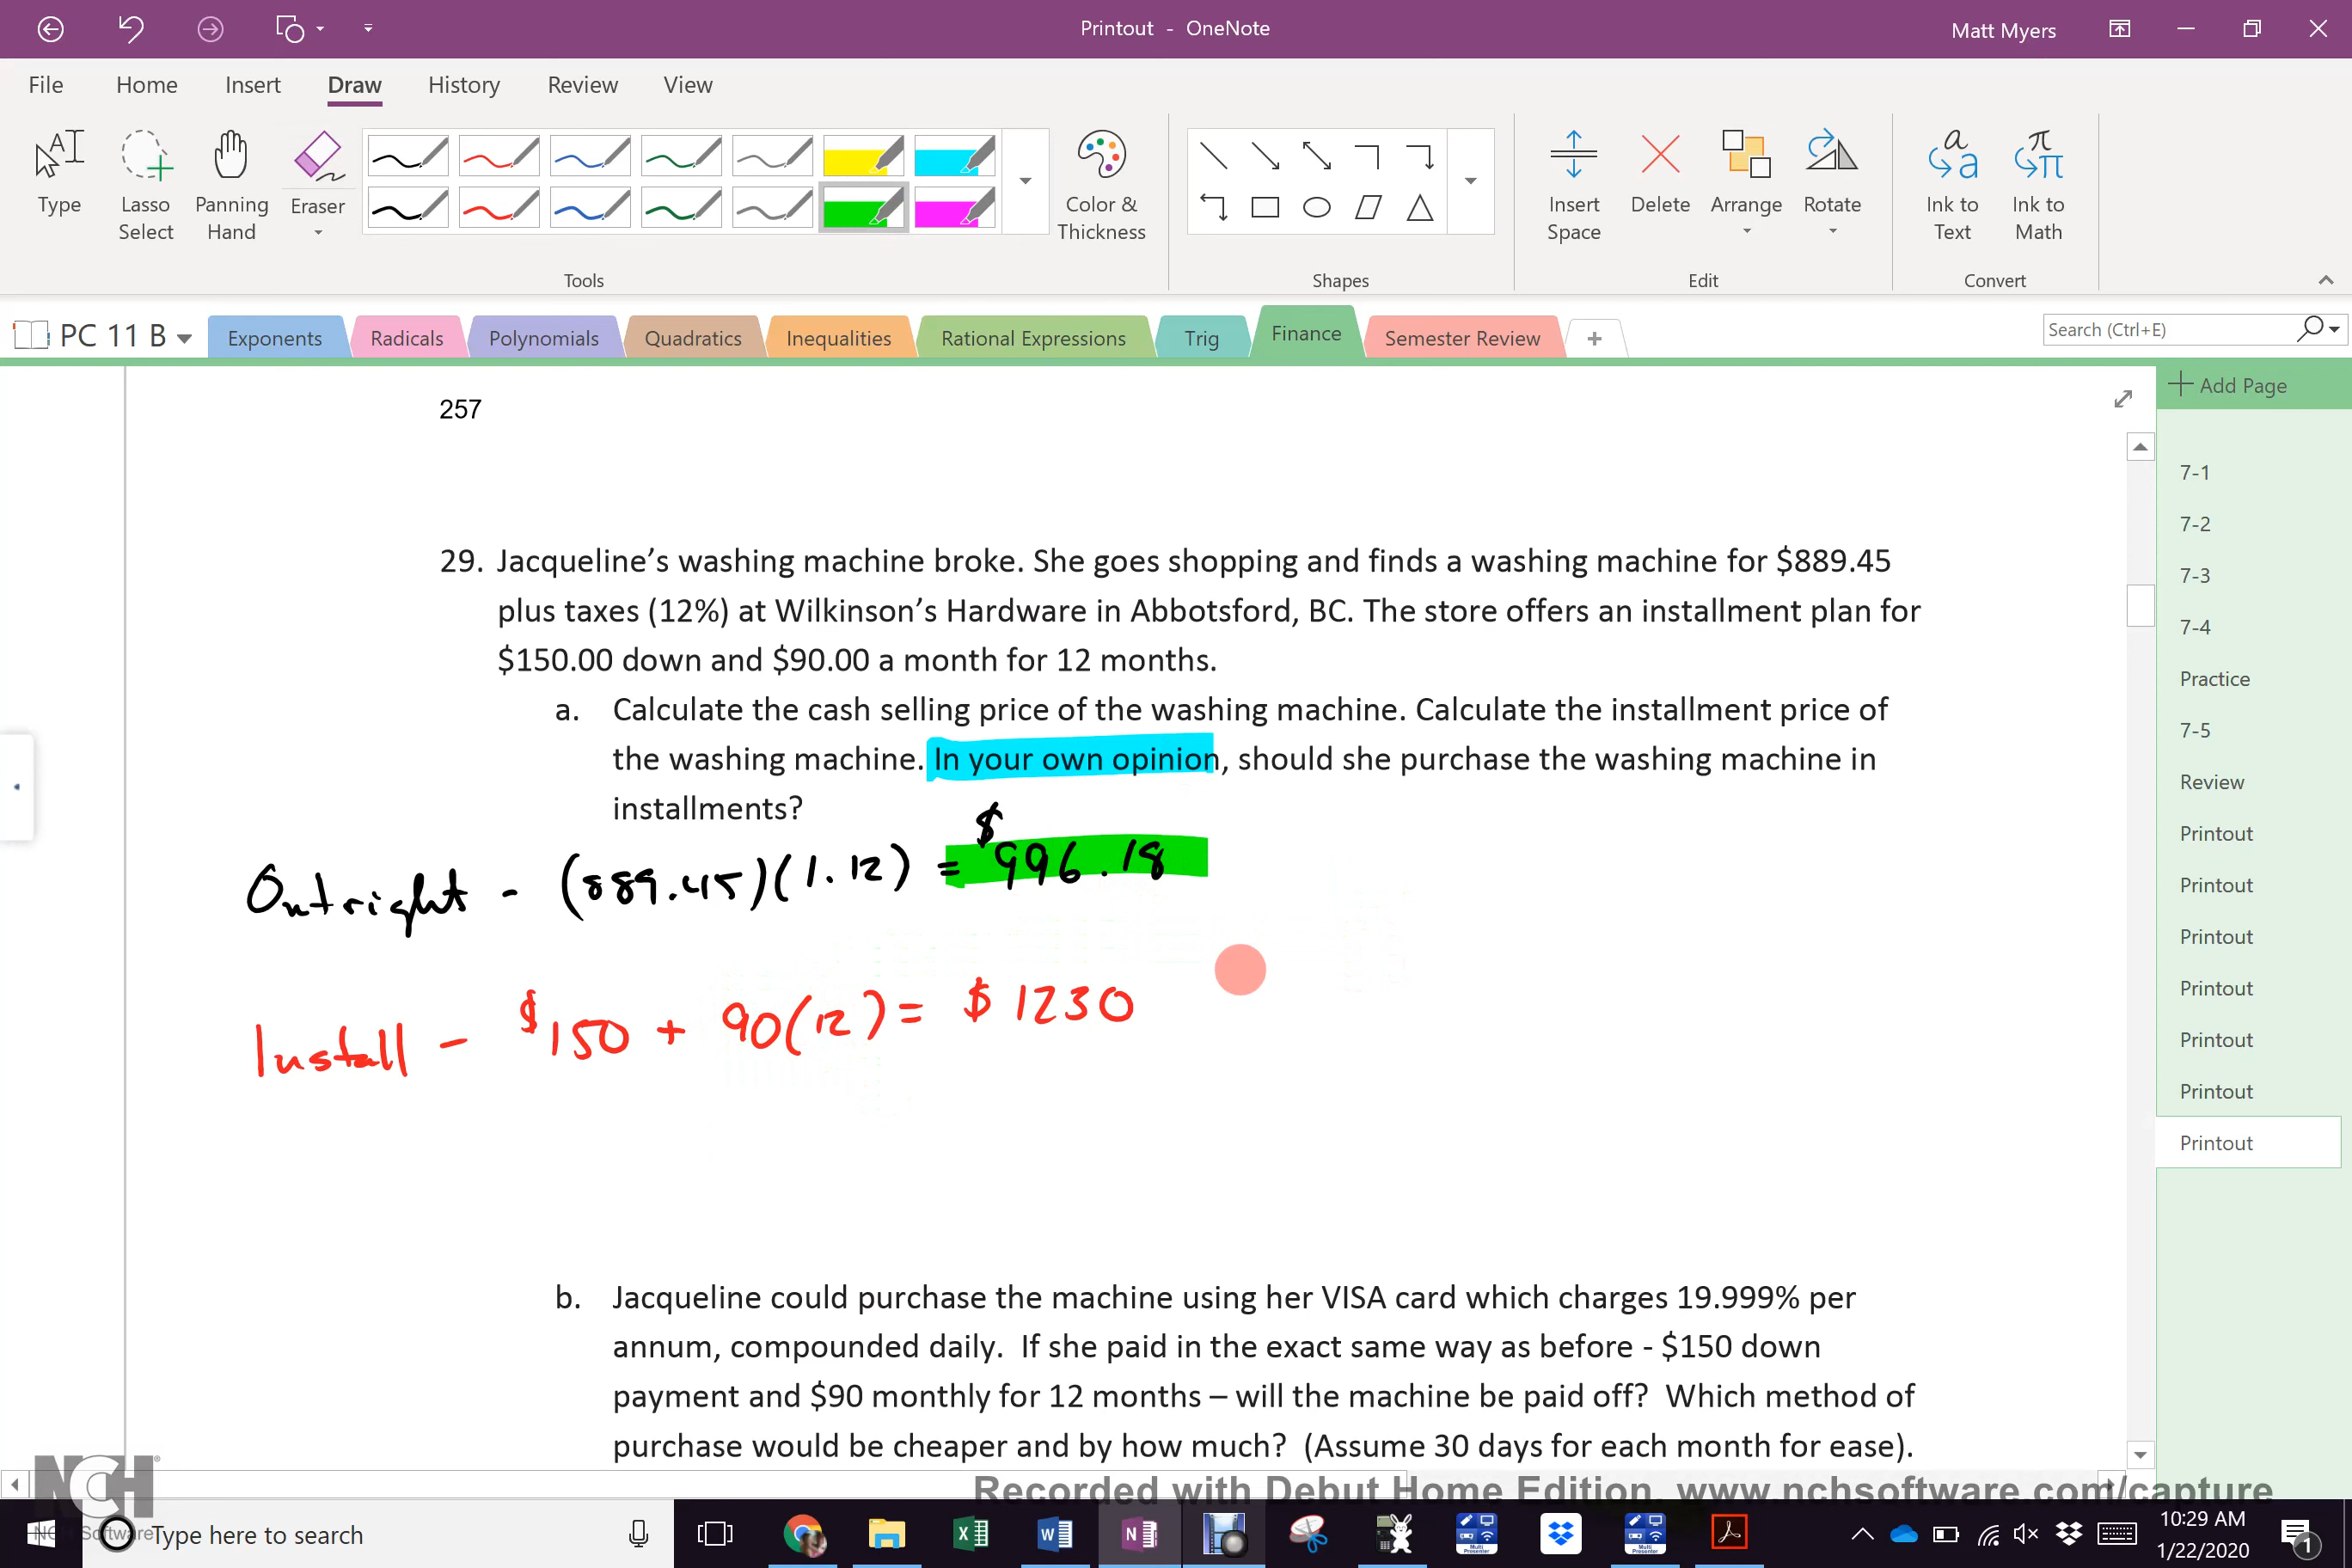 Printout - OneNote
Matt Myers
File Home Insert Draw History Review View
Type
Lasso
Select
Panning
Hand
Eraser
Color &
Thickness
Insert
Space
Delete
Arrange
Rotate
Ink to
Text
Ink to
Math
Tools
Shapes
Edit
Convert
PC 11 B
Exponents Radicals Polynomials Quadratics Inequalities Rational Expressions Trig Finance Semester Review +
Search (Ctrl+E)
Add Page
7-1
7-2
7-3
7-4
Practice
7-5
Review
Printout
Printout
Printout
Printout
Printout
Printout
Printout
257
29. Jacqueline’s washing machine broke. She goes shopping and finds a washing machine for $889.45
plus taxes (12%) at Wilkinson’s Hardware in Abbotsford, BC. The store offers an installment plan for
$150.00 down and $90.00 a month for 12 months.
a. Calculate the cash selling price of the washing machine. Calculate the installment price of
the washing machine. In your own opinion, should she purchase the washing machine in
installments?
Outright - (889.45)(1.12) = $996.18
Install - $150 + 90(12) = $1230
b. Jacqueline could purchase the machine using her VISA card which charges 19.999% per
annum, compounded daily. If she paid in the exact same way as before - $150 down
payment and $90 monthly for 12 months – will the machine be paid off? Which method of
purchase would be cheaper and by how much? (Assume 30 days for each month for ease).
NCH®
NCH Software
Recorded with Debut Home Edition. www.nchsoftware.com/capture
Type here to search
10:29 AM
1/22/2020
1